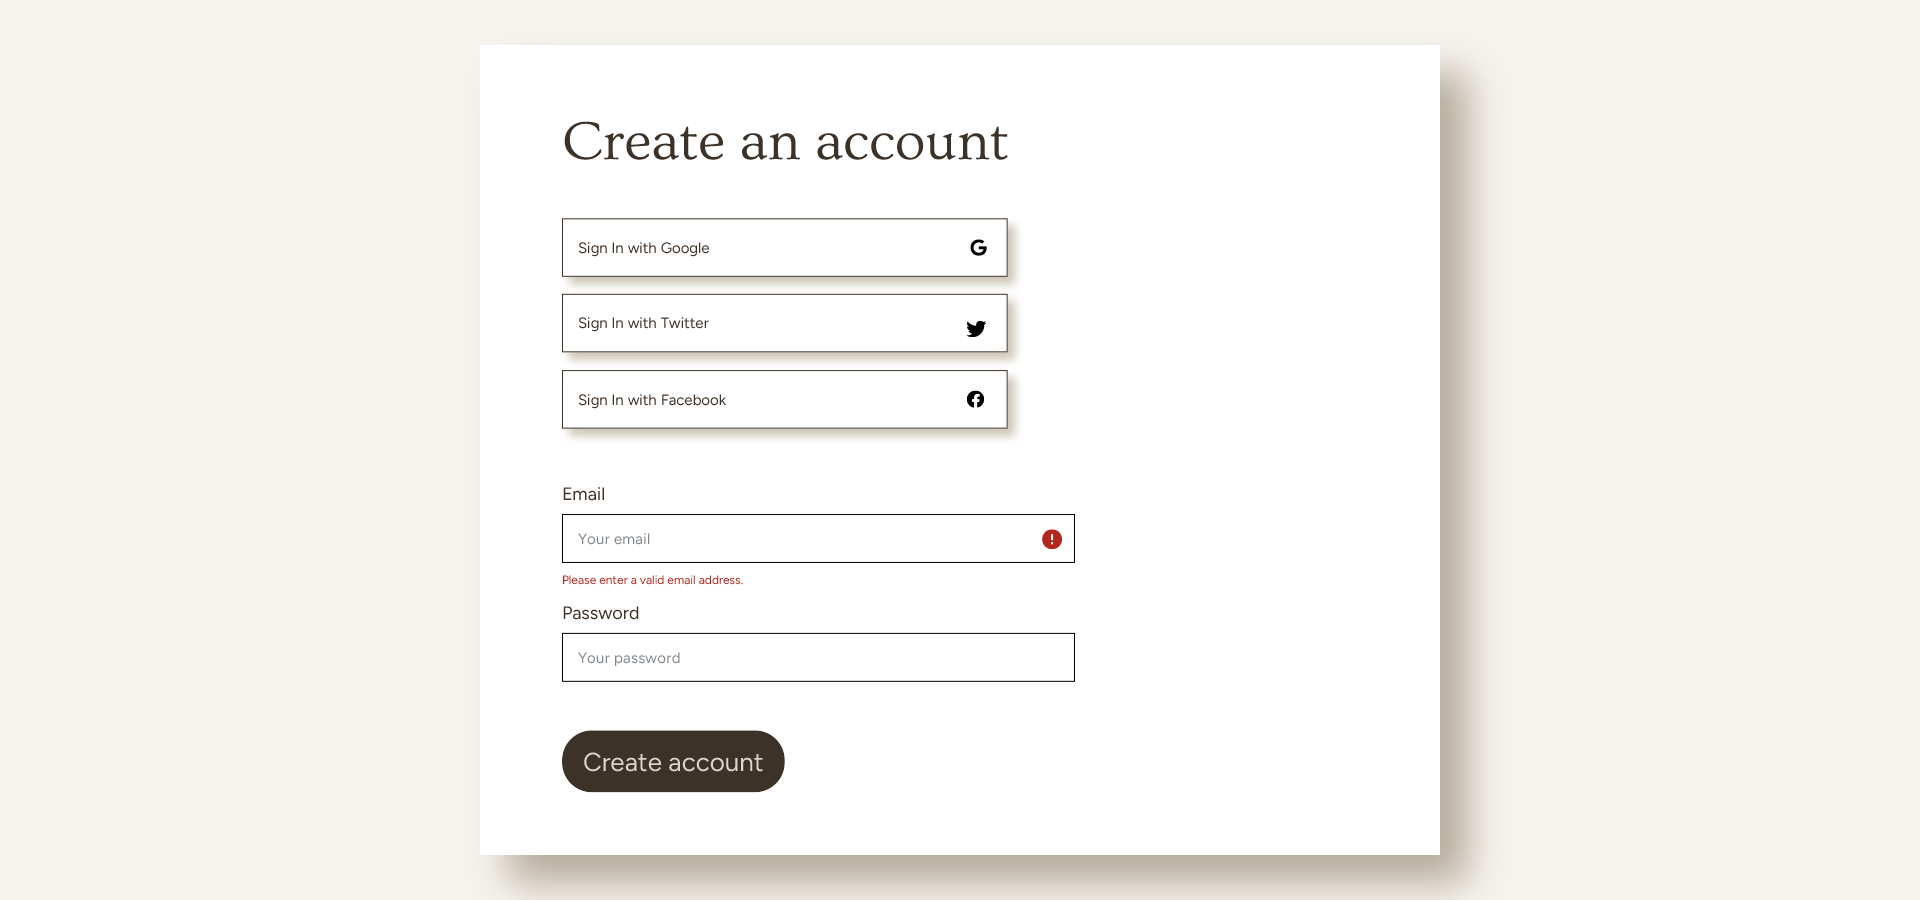 Create an account
Sign In with Google
Sign In with Twitter
Sign In with Facebook
Email
Your email
Please enter a valid email address.
Password
Your password
Create account